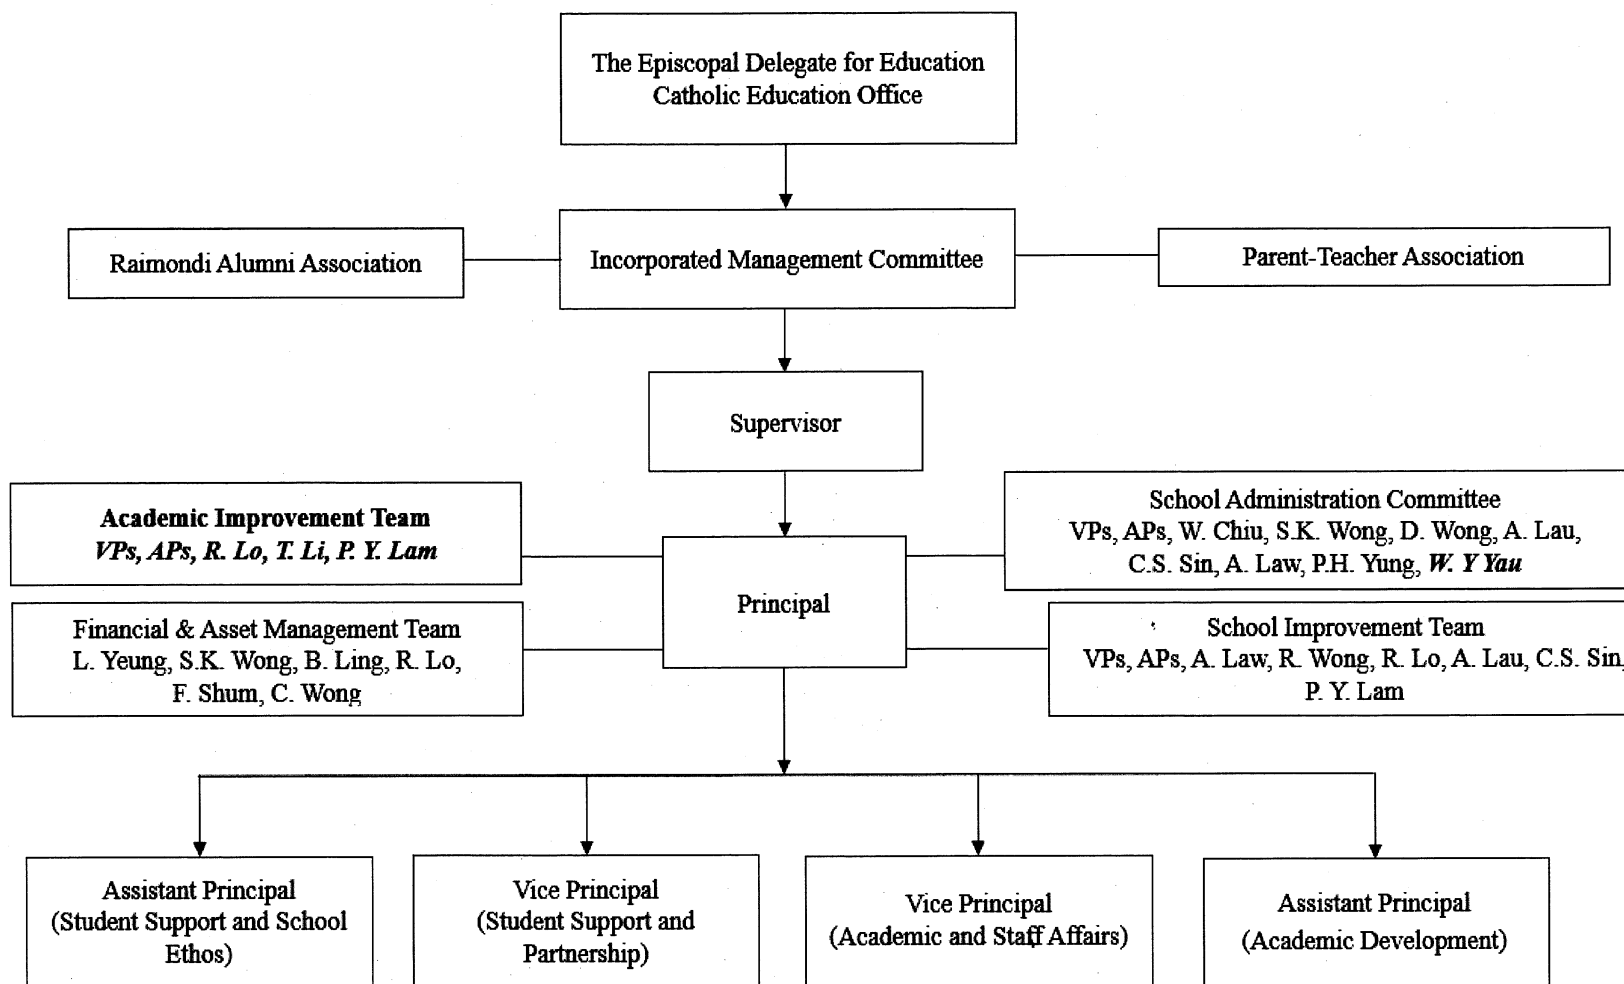 The Episcopal Delegate for Education
Catholic Education Office
Raimondi Alumni Association
Incorporated Management Committee
Parent-Teacher Association
Supervisor
Academic Improvement Team
VPs, APs, R. Lo, T. Li, P. Y. Lam
School Administration Committee
VPs, APs, W. Chiu, S.K. Wong, D. Wong, A. Lau,
C.S. Sin, A. Law, P.H. Yung, W. Y Yau
Principal
Financial & Asset Management Team
L. Yeung, S.K. Wong, B. Ling, R. Lo,
F. Shum, C. Wong
School Improvement Team
VPs, APs, A. Law, R. Wong, R. Lo, A. Lau, C.S. Sin,
P. Y. Lam
Assistant Principal
(Student Support and School
Ethos)
Vice Principal
(Student Support and
Partnership)
Vice Principal
(Academic and Staff Affairs)
Assistant Principal
(Academic Development)